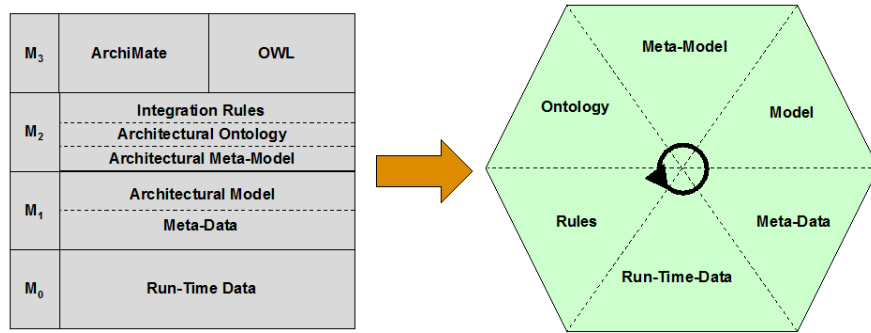 M3 ArchiMate OWL
M2 Integration Rules
Architectural Ontology
Architectural Meta-Model
M1 Architectural Model
Meta-Data
M0 Run-Time Data
Meta-Model
Ontology
Model
Rules
Meta-Data
Run-Time-Data